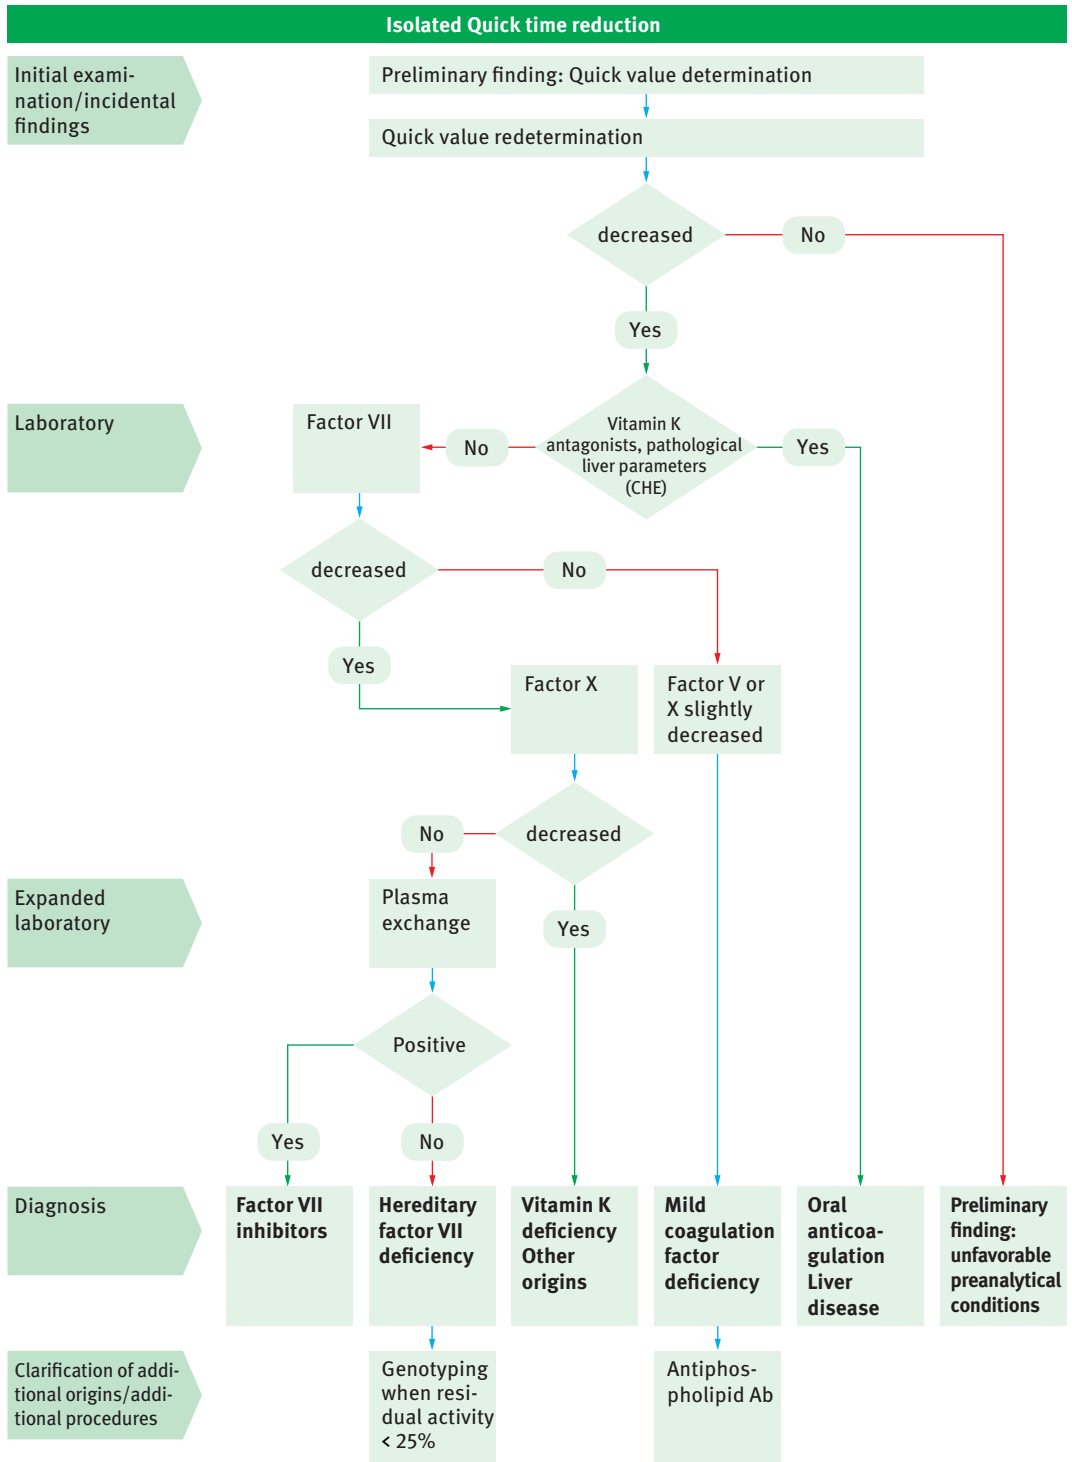 Isolated Quick time reduction
Initial exami-
nation/incidental
findings
Preliminary finding: Quick value determination
Quick value redetermination
decreased
No
Yes
Laboratory
Factor VII
No
Vitamin K
antagonists, pathological
liver parameters
(CHE)
Yes
decreased
No
Yes
Factor X
Factor V or
X slightly
decreased
No
decreased
Expanded
laboratory
Plasma
exchange
Yes
Positive
Yes
No
Diagnosis
Factor VII
inhibitors
Hereditary
factor VII
deficiency
Vitamin K
deficiency
Other
origins
Mild
coagulation
factor
deficiency
Oral
anticoa-
gulation
Liver
disease
Preliminary
finding:
unfavorable
preanalytical
conditions
Clarification of addi-
tional origins/addi-
tional procedures
Genotyping
when resi-
dual activity
< 25%
Antiphos-
pholipid Ab